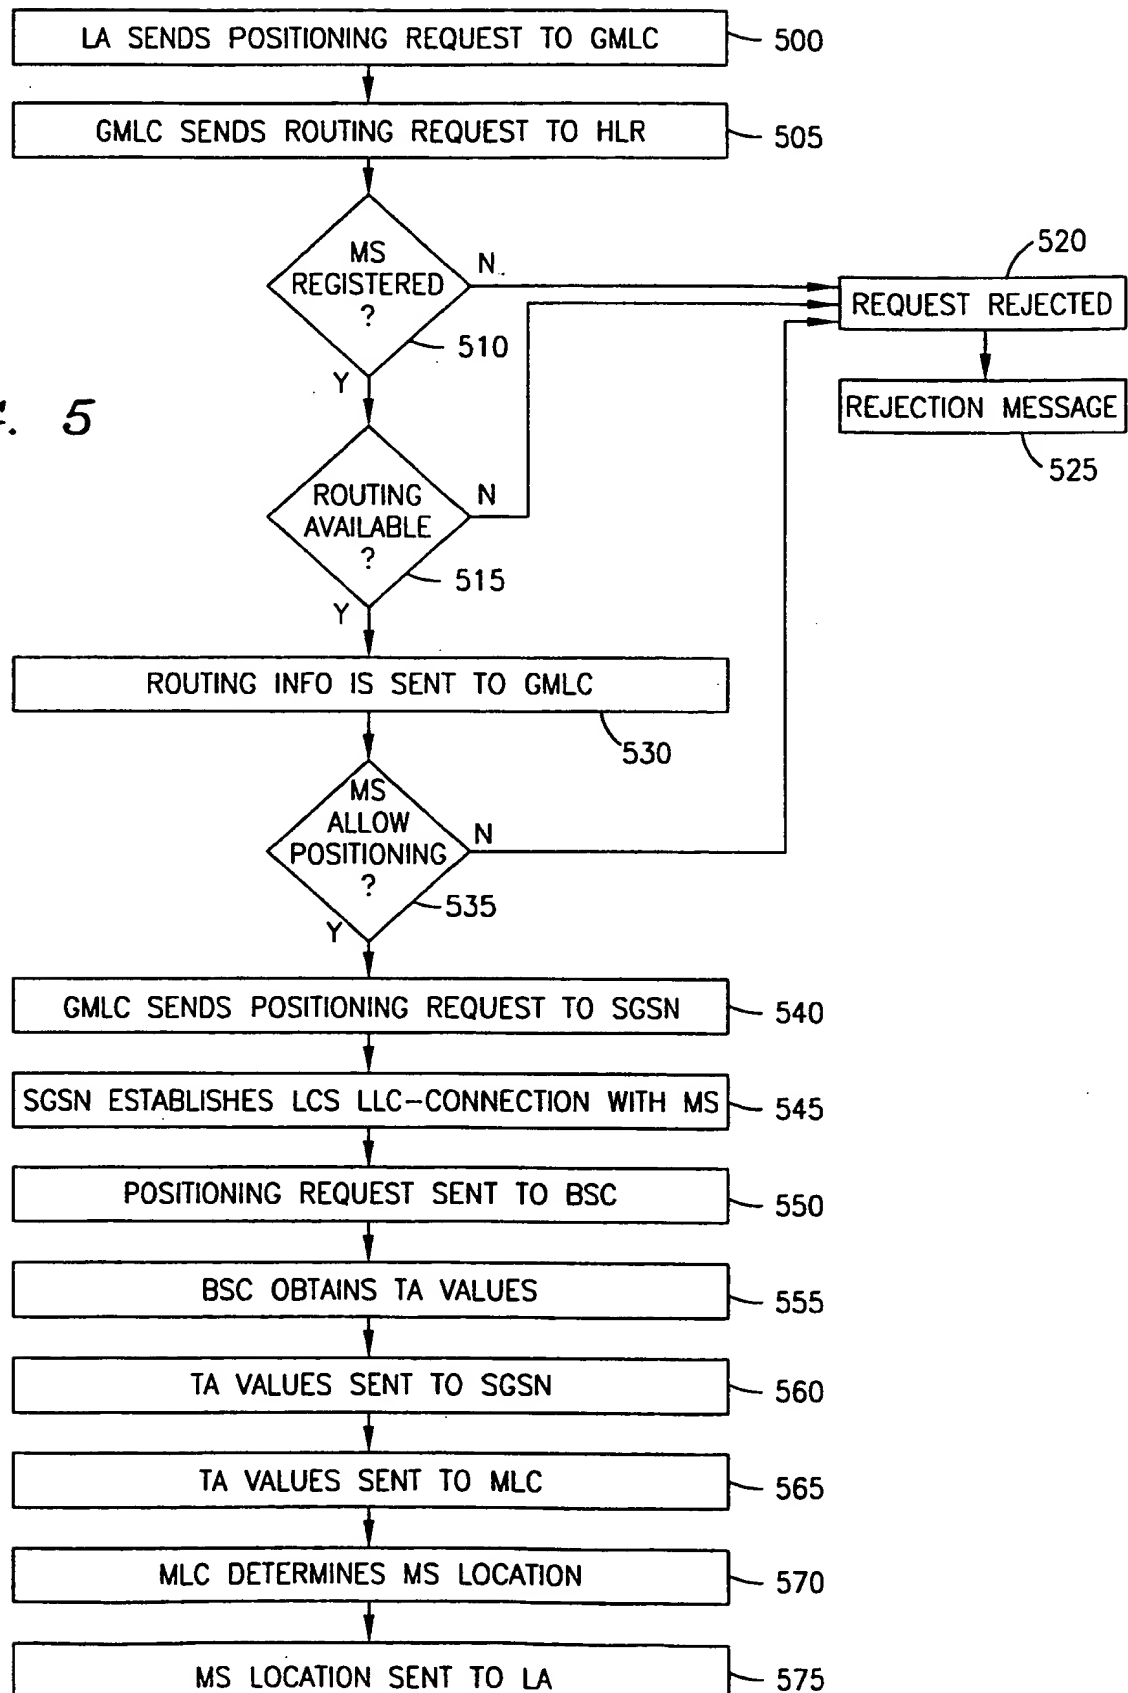 LA SENDS POSITIONING REQUEST TO GMLC
500
GMLC SENDS ROUTING REQUEST TO HLR
505
MS
REGISTERED
?
N
510
Y
520
REQUEST REJECTED
REJECTION MESSAGE
525
5
ROUTING
AVAILABLE
?
N
515
Y
ROUTING INFO IS SENT TO GMLC
530
MS
ALLOW
POSITIONING
?
N
535
Y
GMLC SENDS POSITIONING REQUEST TO SGSN
540
SGSN ESTABLISHES LCS LLC-CONNECTION WITH MS
545
POSITIONING REQUEST SENT TO BSC
550
BSC OBTAINS TA VALUES
555
TA VALUES SENT TO SGSN
560
TA VALUES SENT TO MLC
565
MLC DETERMINES MS LOCATION
570
MS LOCATION SENT TO LA
575